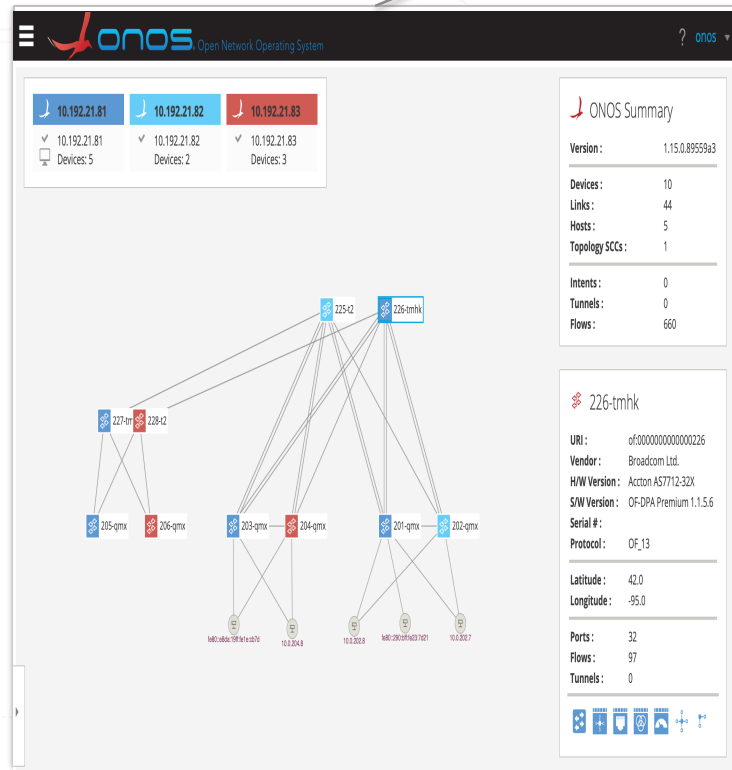 onos Open Network Operating System
? onos
10.192.21.81 10.192.21.82 10.192.21.83
10.192.21.81 10.192.21.82 10.192.21.83
Devices: 5 Devices: 2 Devices: 3
ONOS Summary
Version : 1.15.0.89559a3
Devices : 10
Links : 44
Hosts : 5
Topology SCCs : 1
Intents : 0
Tunnels : 0
Flows : 660
225-t2 226-tmhk
227-tm 228-t2
205-qmx 206-qmx 203-qmx 204-qmx 201-qmx 202-qmx
10.0.204.8 10.0.202.8 10.0.202.7
226-tmhk
URI : of:0000000000000226
Vendor : Broadcom Ltd.
H/W Version : Accton AS7712-32X
S/W Version : OF-DPA Premium 1.1.5.6
Serial # :
Protocol : OF_13
Latitude : 42.0
Longitude : -95.0
Ports : 32
Flows : 97
Tunnels : 0